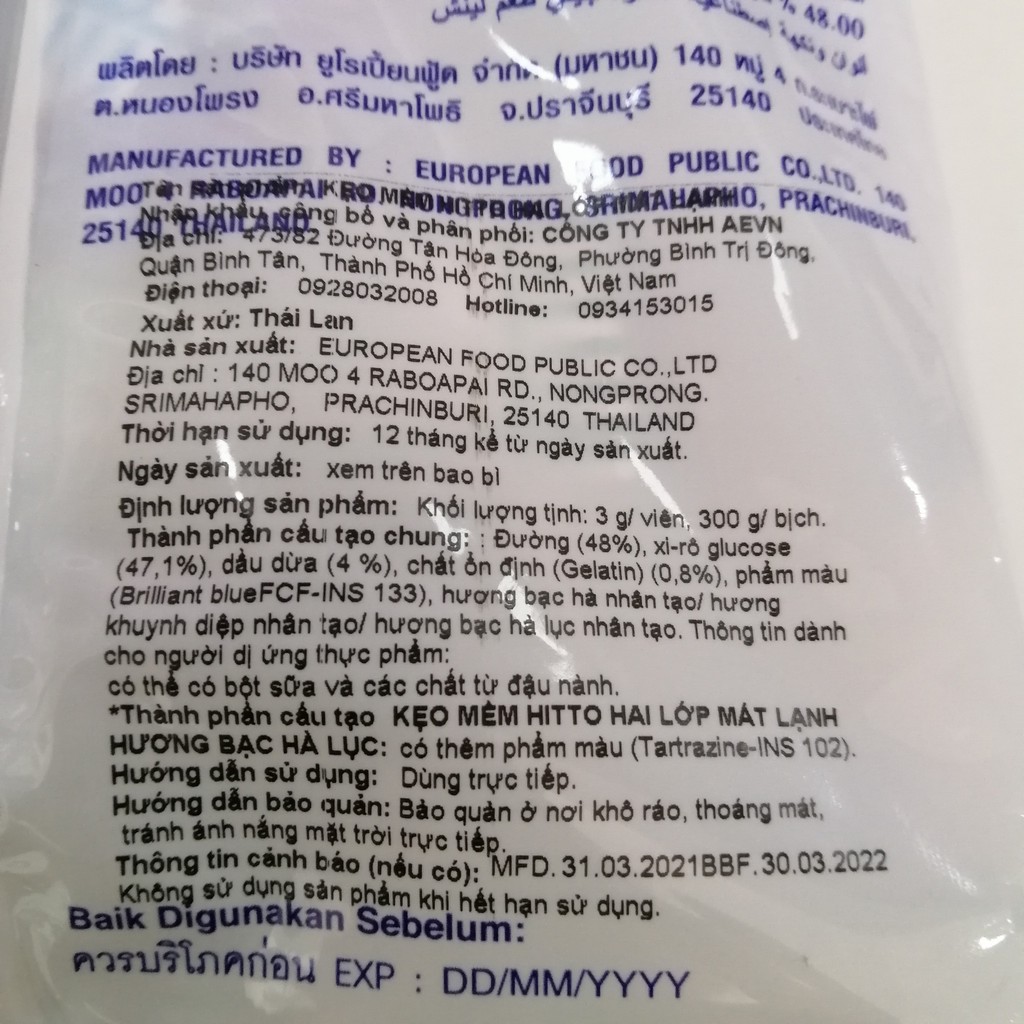 % 48.00
ผลิตโดย : บริษัท ยูโรเปี้ยนฟู้ด จำกัด (มหาชน) 140 หมู่ 4
ต.หนองโพรง อ.ศรีมหาโพธิ จ.ปราจีนบุรี 25140 ประเทศไทย
MANUFACTURED BY : EUROPEAN FOOD PUBLIC CO.,LTD. 140
MOO 4 RABOAPAI RD., NONGPRONG, SRIMAHAPHO, PRACHINBURI,
25140 THAILAND.
Nhập khẩu, công bố và phân phối: CÔNG TY TNHH AEVN
Địa chỉ: 473/82 Đường Tân Hòa Đông, Phường Bình Trị Đông,
Quận Bình Tân, Thành Phố Hồ Chí Minh, Việt Nam
Điện thoại: 0928032008 Hotline: 0934153015
Xuất xứ: Thái Lan
Nhà sản xuất: EUROPEAN FOOD PUBLIC CO.,LTD
Địa chỉ : 140 MOO 4 RABOAPAI RD., NONGPRONG.
SRIMAHAPHO, PRACHINBURI, 25140 THAILAND
Thời hạn sử dụng: 12 tháng kể từ ngày sản xuất.
Ngày sản xuất: xem trên bao bì
Định lượng sản phẩm: Khối lượng tịnh: 3 g/ viên, 300 g/ bịch.
Thành phần cấu tạo chung: : Đường (48%), xi-rô glucose
(47,1%), dầu dừa (4 %), chất ổn định (Gelatin) (0,8%), phẩm màu
(Brilliant blueFCF-INS 133), hương bạc hà nhân tạo/ hương
khuynh diệp nhân tạo/ hương bạc hà lục nhân tạo. Thông tin dành
cho người dị ứng thực phẩm:
có thể có bột sữa và các chất từ đậu nành.
*Thành phần cấu tạo KẸO MỀM HITTO HAI LỚP MÁT LẠNH
HƯƠNG BẠC HÀ LỤC: có thêm phẩm màu (Tartrazine-INS 102).
Hướng dẫn sử dụng: Dùng trực tiếp.
Hướng dẫn bảo quản: Bảo quản ở nơi khô ráo, thoáng mát,
tránh ánh nắng mặt trời trực tiếp.
Thông tin cảnh báo (nếu có): MFD. 31.03.2021BBF.30.03.2022
Không sử dụng sản phẩm khi hết hạn sử dụng.
Baik Digunakan Sebelum:
ควรบริโภคก่อน EXP : DD/MM/YYYY